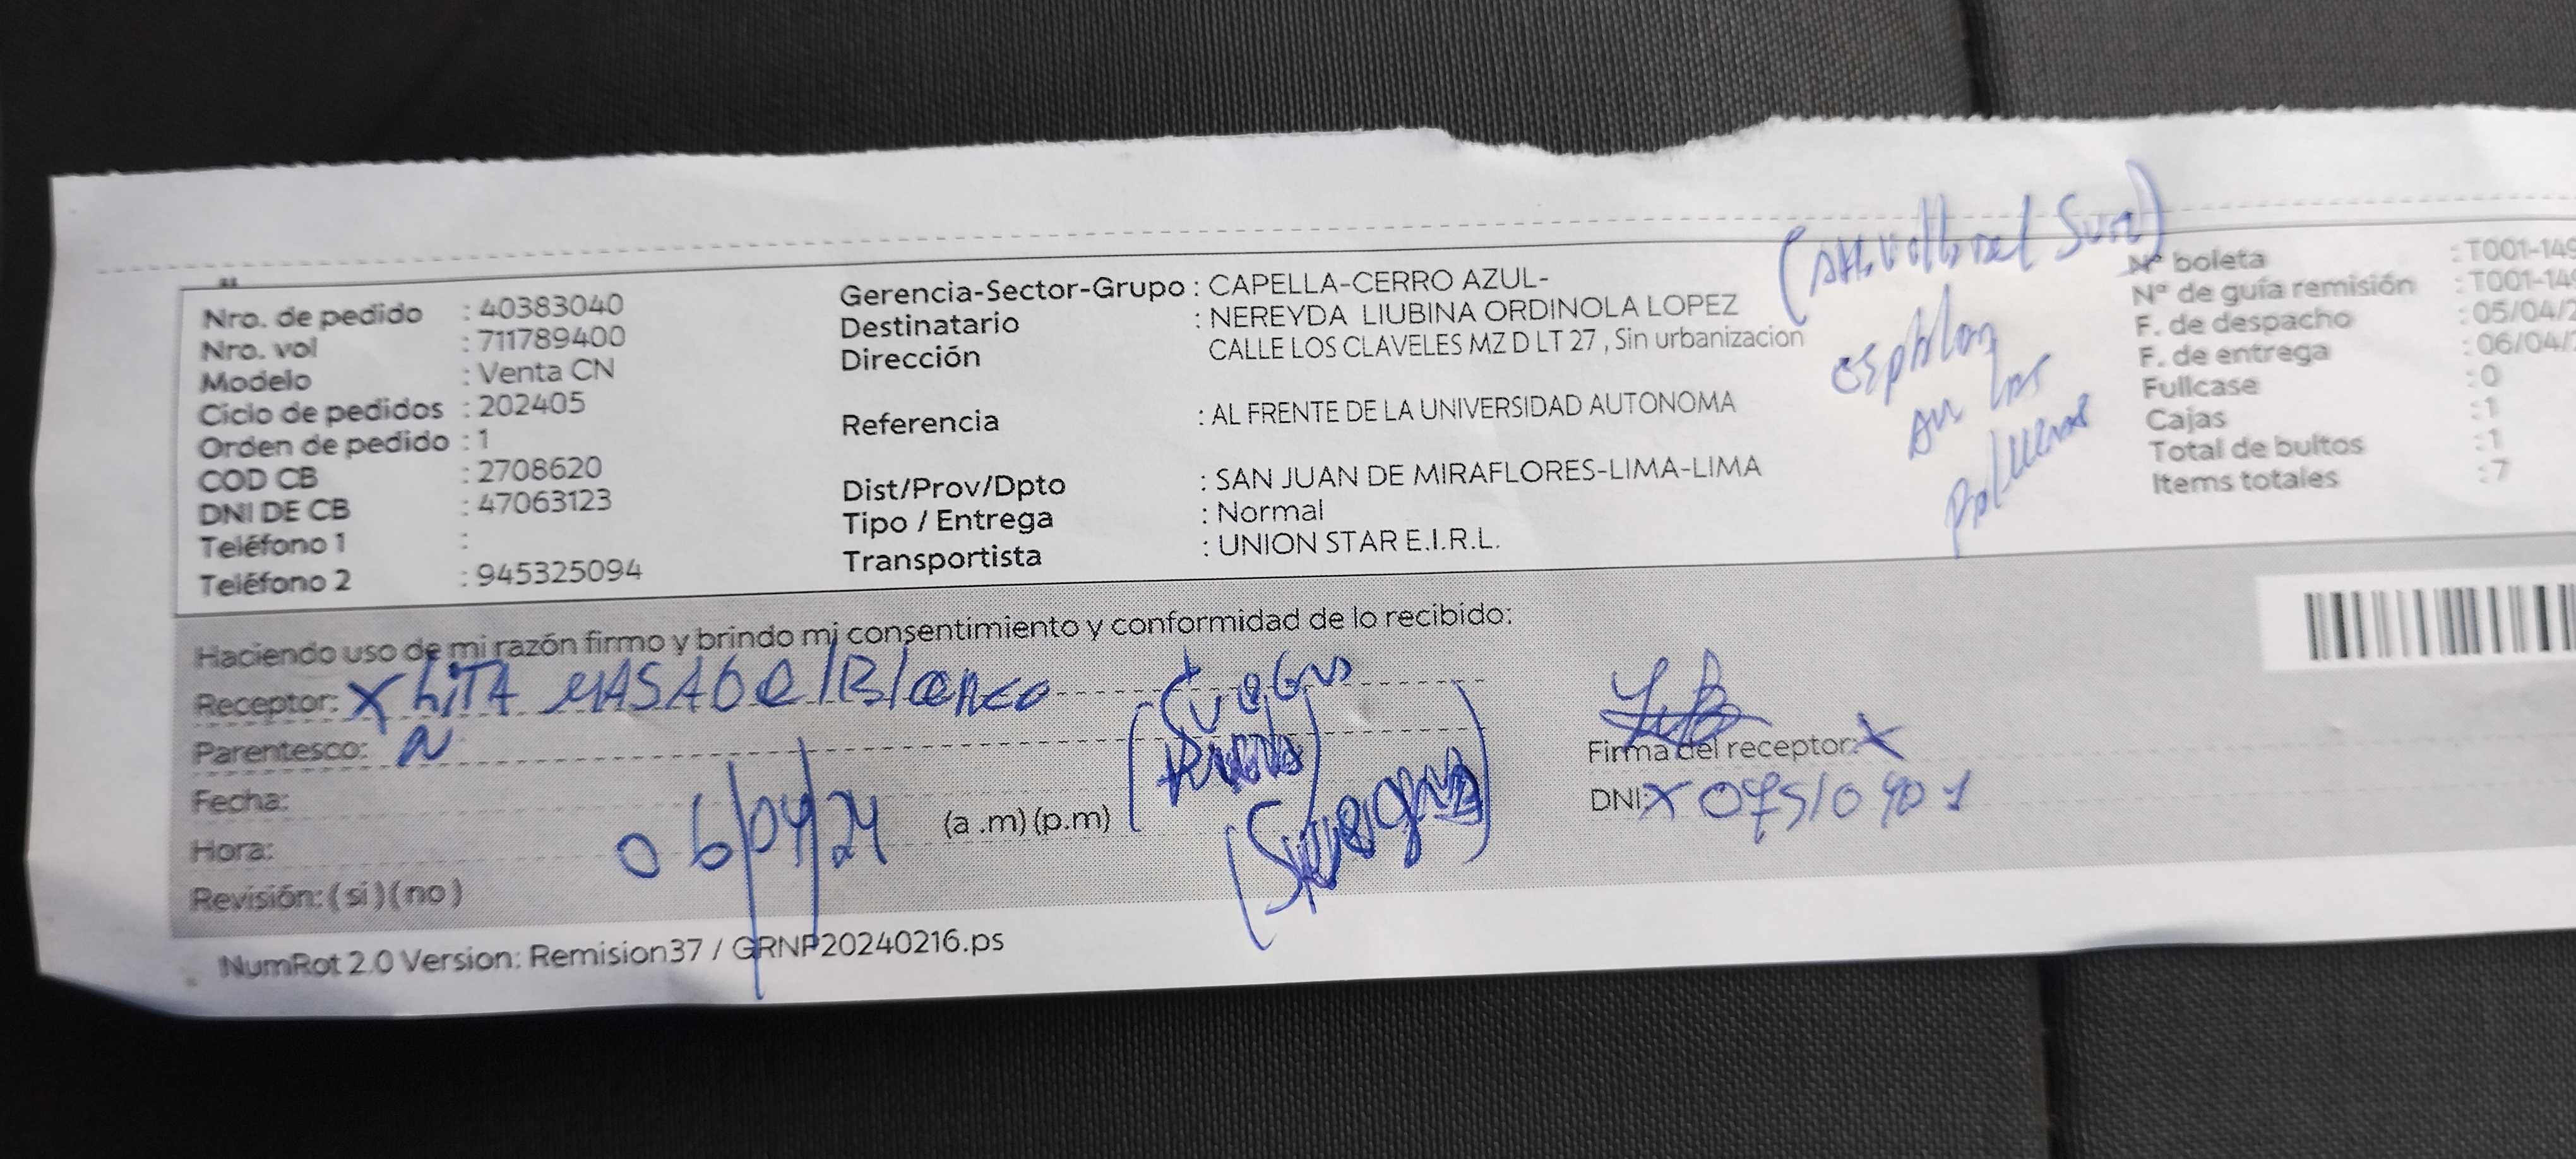 Nro. de pedido : 40383040
Nro. vol : 711789400
Modelo : Venta CN
Ciclo de pedidos : 202405
Orden de pedido : 1
COD CB : 2708620
DNI DE CB : 47063123
Teléfono 1 :
Teléfono 2 : 945325094
Gerencia-Sector-Grupo : CAPELLA-CERRO AZUL-
Destinatario : NEREYDA LIUBINA ORDINOLA LOPEZ
Dirección CALLE LOS CLAVELES MZ D LT 27 , Sin urbanizacion
Referencia : AL FRENTE DE LA UNIVERSIDAD AUTONOMA
Dist/Prov/Dpto : SAN JUAN DE MIRAFLORES-LIMA-LIMA
Tipo / Entrega : Normal
Transportista : UNION STAR E.I.R.L.
N° boleta : T001-149
N° de guía remisión : T001-149
F. de despacho : 05/04/2
F. de entrega : 06/04/
Fullcase : 0
Cajas : 1
Total de bultos : 1
Items totales : 7
Haciendo uso de mi razón firmo y brindo mi consentimiento y conformidad de lo recibido:
Receptor: X LITA
Parentesco:
Fecha: 06/04/24
Hora: (a .m) (p.m)
Revisión: ( si ) ( no )
Firma del receptor: X
DNI: X
NumRot 2.0 Version: Remision37 / GRNP20240216.ps